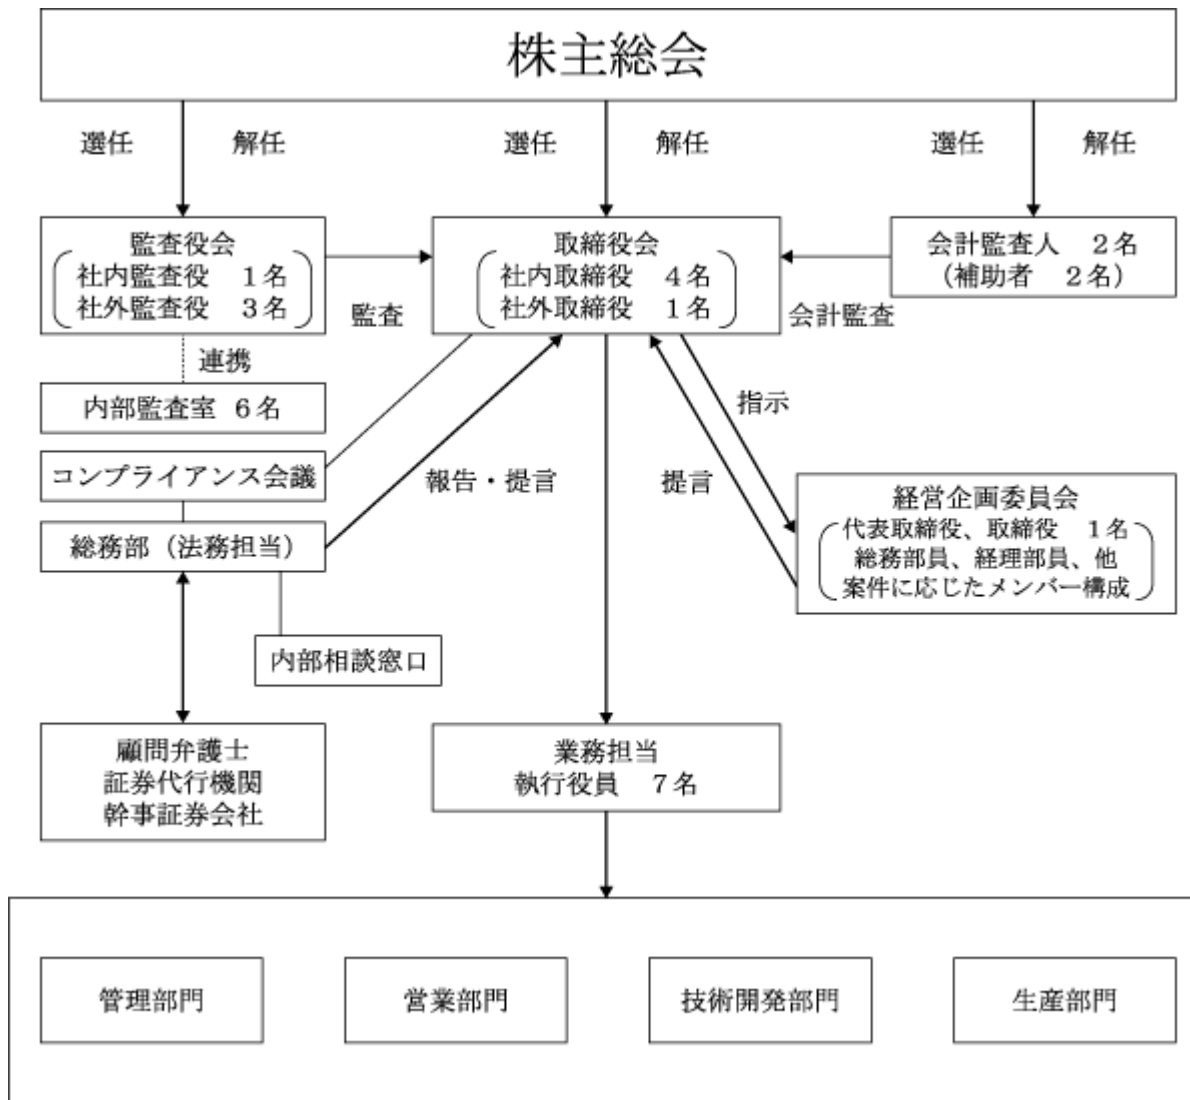 株主総会
選任 解任 選任 解任 選任 解任
監査役会
社内監査役 1名
社外監査役 3名
監査
取締役会
社内取締役 4名
社外取締役 1名
会計監査
会計監査人 2名
(補助者 2名)
連携
内部監査室 6名
コンプライアンス会議
総務部(法務担当)
報告・提言
提言
指示
経営企画委員会
代表取締役、取締役 1名
総務部員、経理部員、他
案件に応じたメンバー構成
内部相談窓口
顧問弁護士
証券代行機関
幹事証券会社
業務担当
執行役員 7名
管理部門
営業部門
技術開発部門
生産部門